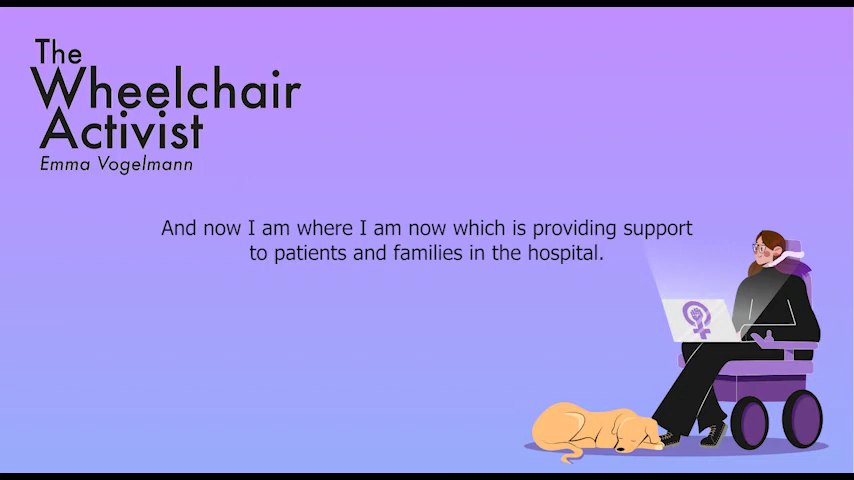 The
Wheelchair
Activist
Emma Vogelmann
And now I am where I am now which is providing support
to patients and families in the hospital.